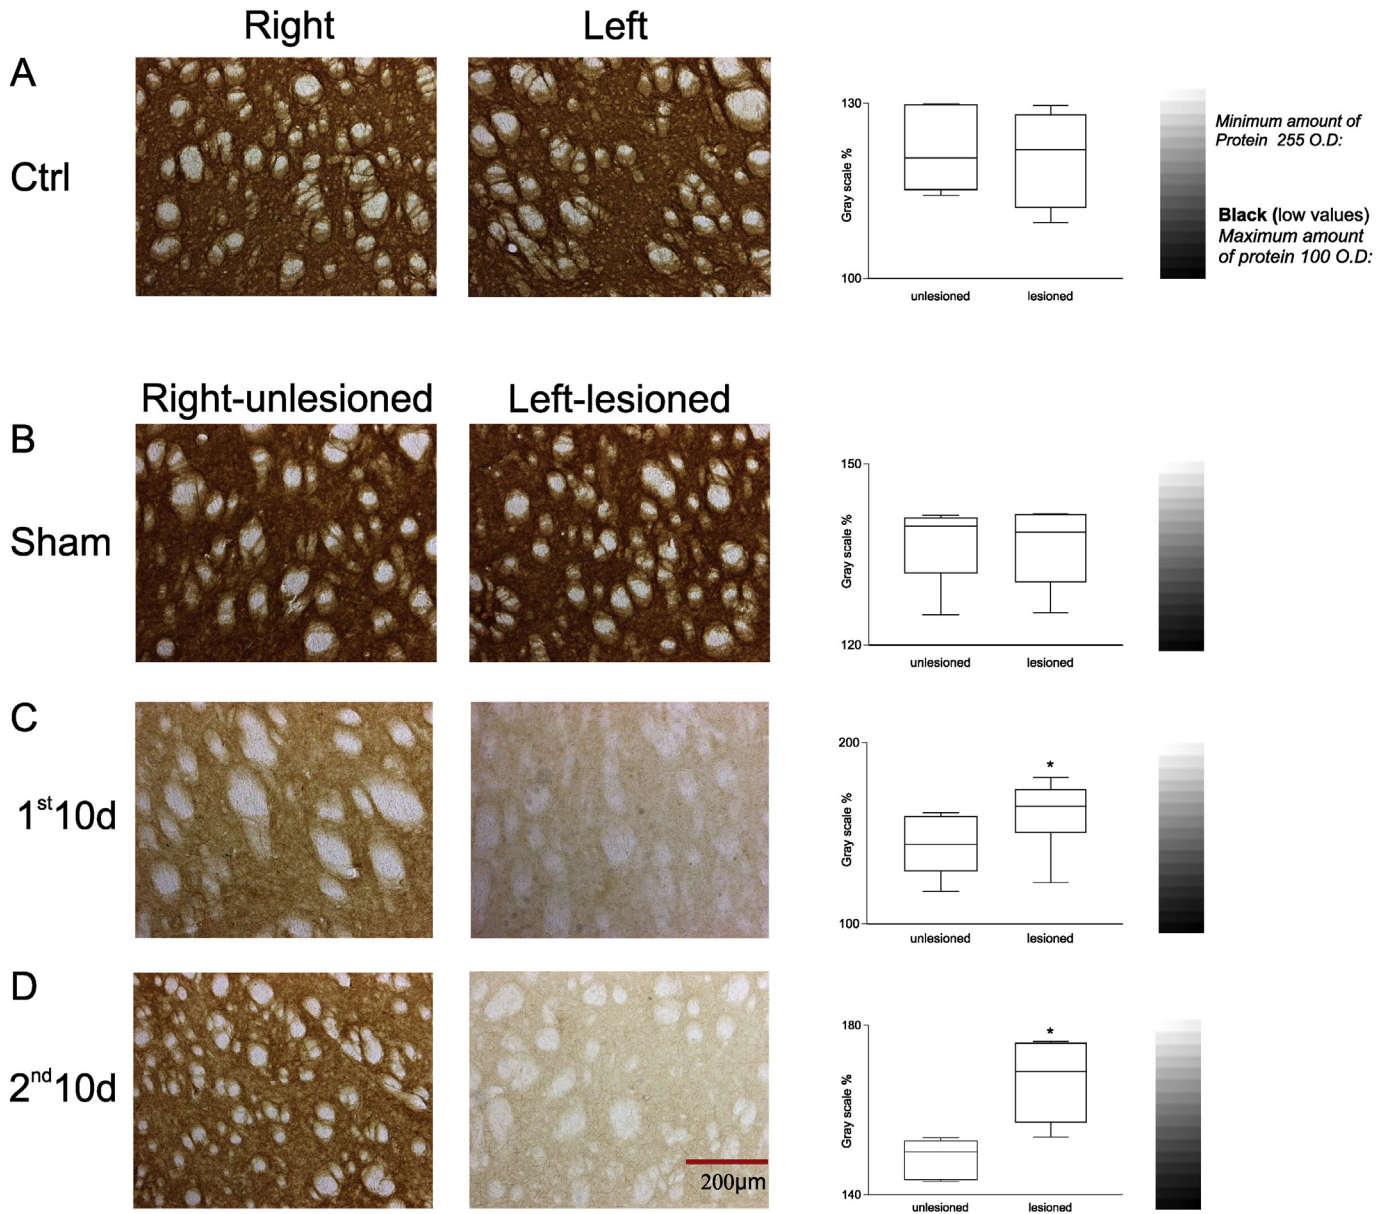 Right Left
A
Ctrl
130
Gray scale %
100
unlesioned lesioned
Minimum amount of
Protein 255 O.D:
Black (low values)
Maximum amount
of protein 100 O.D:
Right-unlesioned Left-lesioned
B
Sham
150
Gray scale %
120
unlesioned lesioned
C
1st10d
200
Gray scale %
*
100
unlesioned lesioned
D
2nd10d
200µm
180
Gray scale %
*
140
unlesioned lesioned